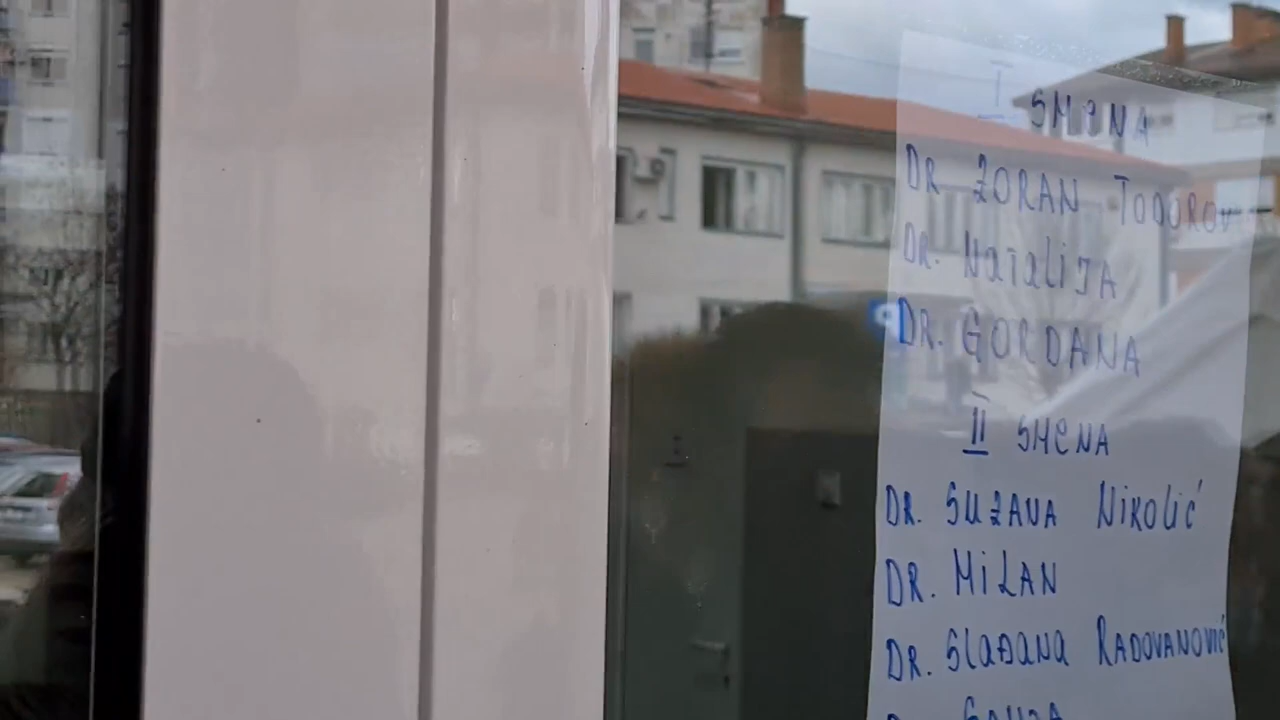 I SMENA
DR. ZORAN TODOROV
DR. NATALIJA
DR. GORDANA
II SMENA
DR. SUZANA NIKOLIĆ
DR. MILAN
DR. SLAĐANA RADOVANOVIĆ